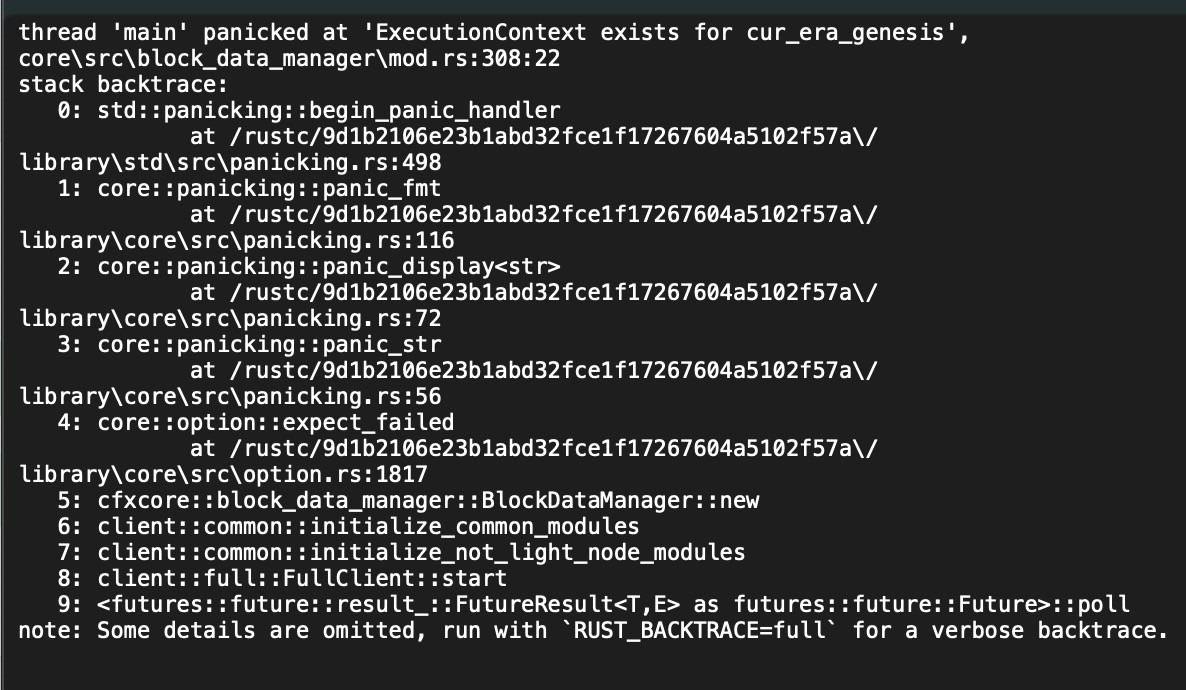 thread 'main' panicked at 'ExecutionContext exists for cur_era_genesis',
core\src\block_data_manager\mod.rs:308:22
stack backtrace:
   0: std::panicking::begin_panic_handler
             at /rustc/9d1b2106e23b1abd32fce1f17267604a5102f57a\/
library\std\src\panicking.rs:498
   1: core::panicking::panic_fmt
             at /rustc/9d1b2106e23b1abd32fce1f17267604a5102f57a\/
library\core\src\panicking.rs:116
   2: core::panicking::panic_display<str>
             at /rustc/9d1b2106e23b1abd32fce1f17267604a5102f57a\/
library\core\src\panicking.rs:72
   3: core::panicking::panic_str
             at /rustc/9d1b2106e23b1abd32fce1f17267604a5102f57a\/
library\core\src\panicking.rs:56
   4: core::option::expect_failed
             at /rustc/9d1b2106e23b1abd32fce1f17267604a5102f57a\/
library\core\src\option.rs:1817
   5: cfxcore::block_data_manager::BlockDataManager::new
   6: client::common::initialize_common_modules
   7: client::common::initialize_not_light_node_modules
   8: client::full::FullClient::start
   9: <futures::future::result_::FutureResult<T,E> as futures::future::Future>::poll
note: Some details are omitted, run with `RUST_BACKTRACE=full` for a verbose backtrace.